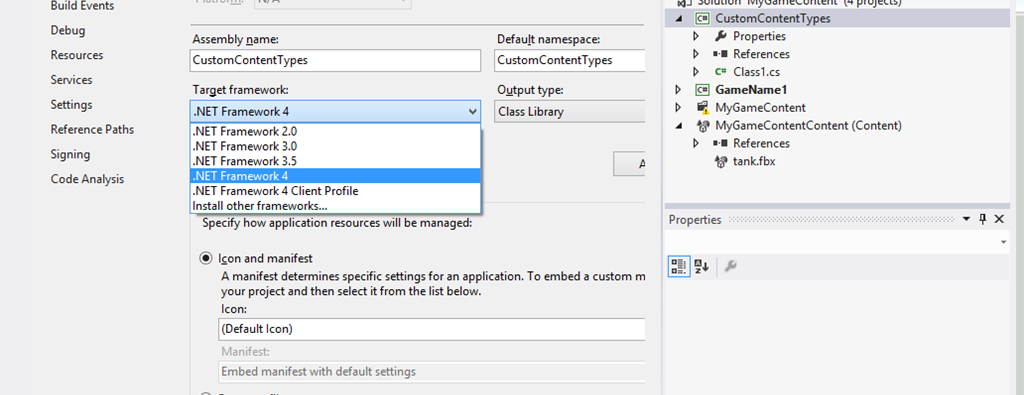 Build Events
Debug
Resources
Services
Settings
Reference Paths
Signing
Code Analysis
Platform: N/A
Assembly name:
CustomContentTypes
Default namespace:
CustomContentTypes
Target framework:
.NET Framework 4
Output type:
Class Library
.NET Framework 2.0
.NET Framework 3.0
.NET Framework 3.5
.NET Framework 4
.NET Framework 4 Client Profile
Install other frameworks...
A
Specify how application resources will be managed:
Icon and manifest
A manifest determines specific settings for an application. To embed a custom m
your project and then select it from the list below.
Icon:
(Default Icon)
Manifest:
Embed manifest with default settings
Solution 'MyGameContent' (4 projects)
C# CustomContentTypes
Properties
References
C# Class1.cs
C# GameName1
MyGameContent
MyGameContentContent (Content)
References
tank.fbx
Properties